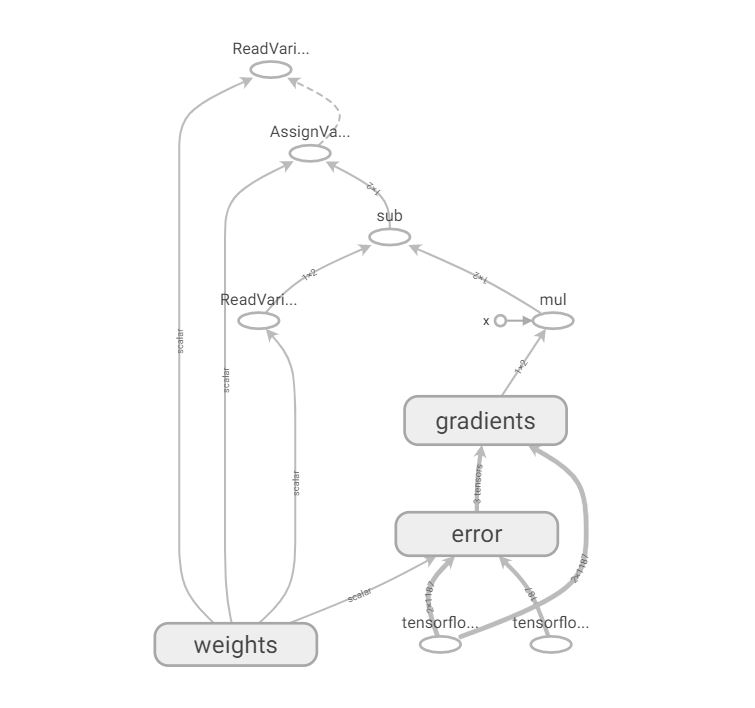 ReadVari...
AssignVa...
1×2
sub
1×2
1×2
ReadVari...
mul
x
scalar
1×2
scalar
gradients
scalar
3 tensors
error
2×1187
scalar
2×1187
tensorflo...
tensorflo...
weights